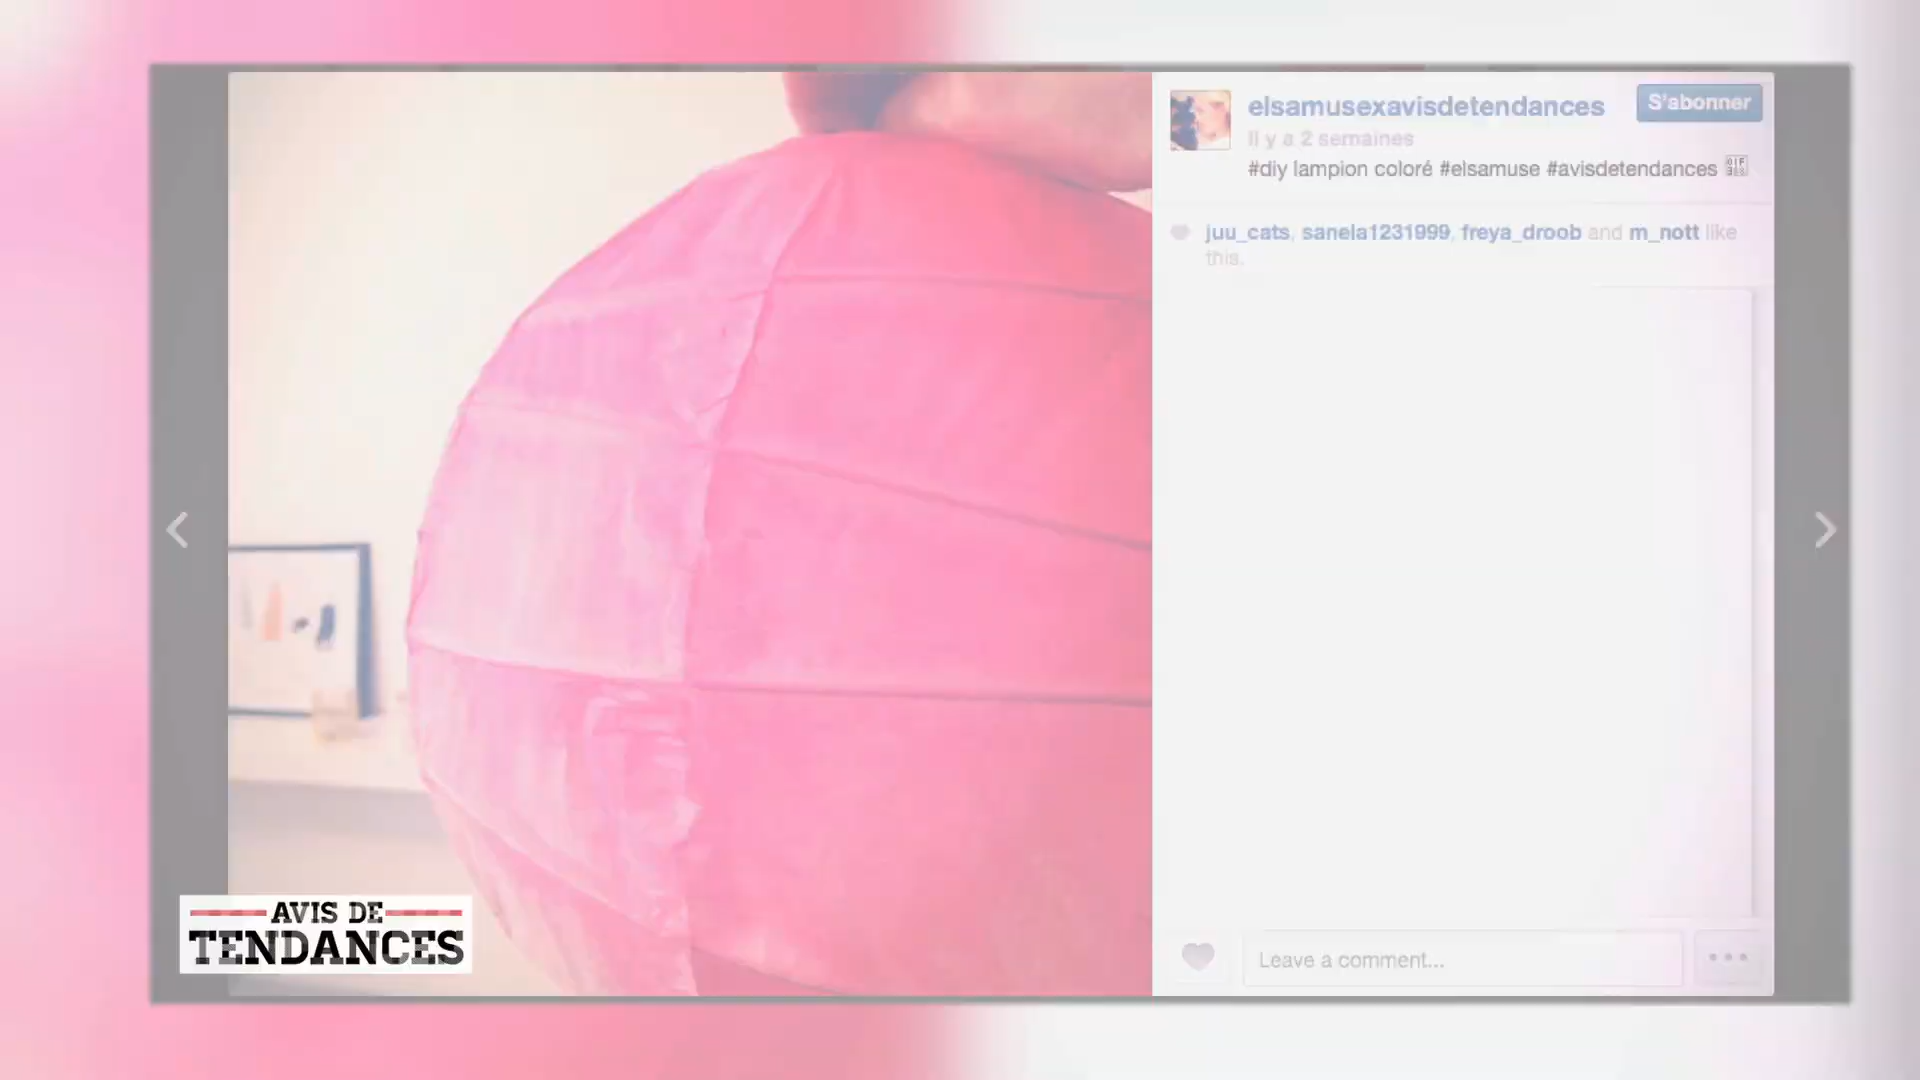 elsamusexavisdetendances
S'abonner
Il y a 2 semaines
#diy lampion coloré #elsamuse #avisdetendances
juu_cats, sanela1231999, freya_droob and m_nott like
this.
AVIS DE
TENDANCES
Leave a comment...